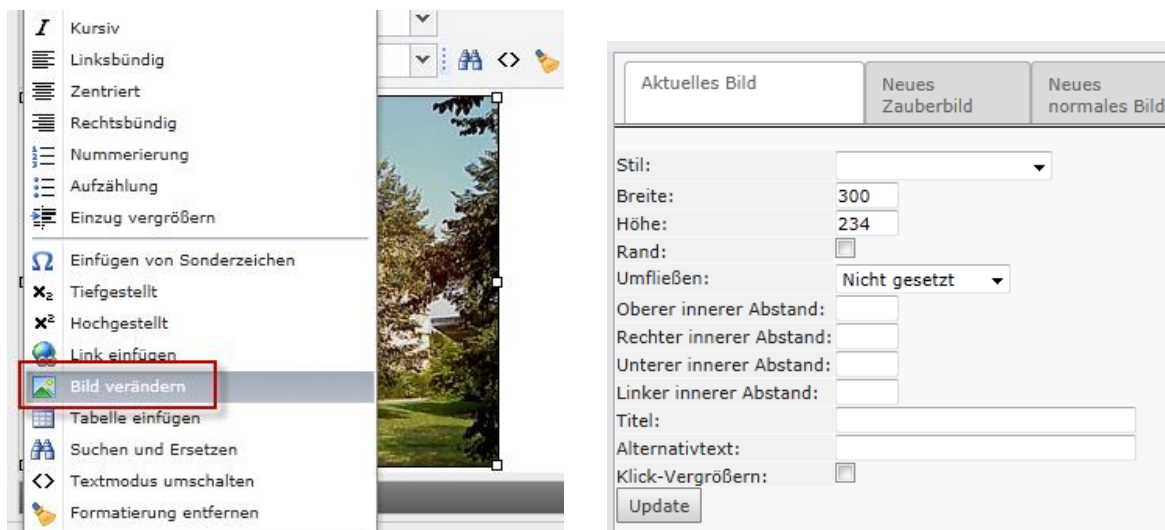 Kursiv
Linksbündig
Zentriert
Rechtsbündig
Nummerierung
Aufzählung
Einzug vergrößern
Einfügen von Sonderzeichen
Tiefgestellt
Hochgestellt
Link einfügen
Bild verändern
Tabelle einfügen
Suchen und Ersetzen
Textmodus umschalten
Formatierung entfernen
Aktuelles Bild
Neues
Zauberbild
Neues
normales Bild
Stil:
Breite: 300
Höhe: 234
Rand:
Umfließen: Nicht gesetzt
Oberer innerer Abstand:
Rechter innerer Abstand:
Unterer innerer Abstand:
Linker innerer Abstand:
Titel:
Alternativtext:
Klick-Vergrößern:
Update